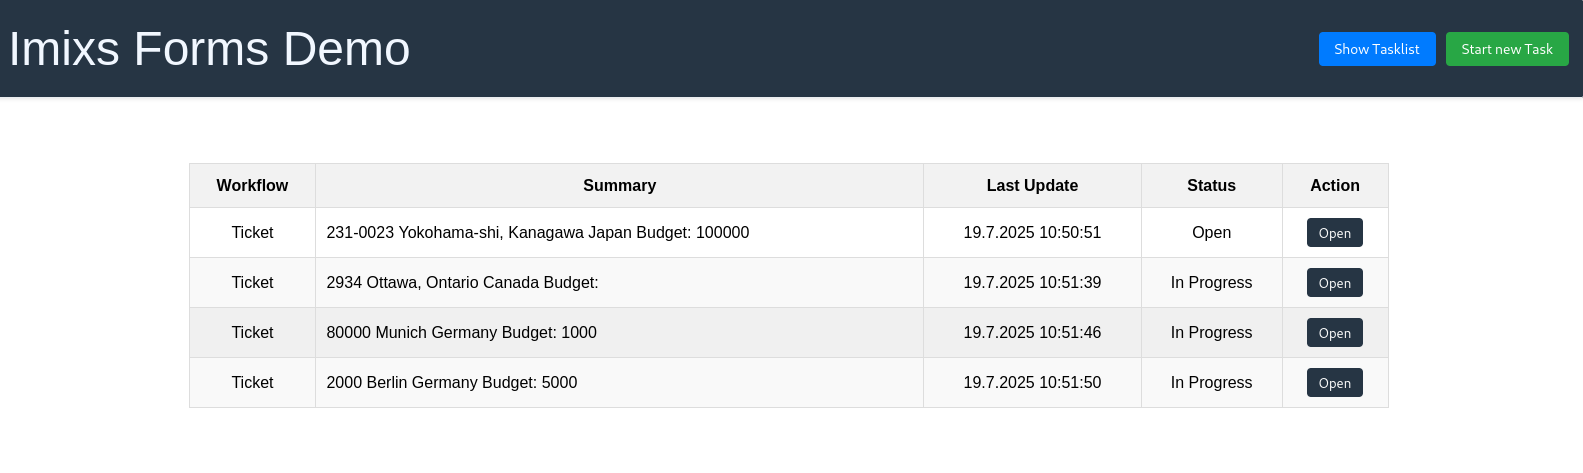 Imixs Forms Demo
Show Tasklist Start new Task
Workflow Summary Last Update Status Action
Ticket 231-0023 Yokohama-shi, Kanagawa Japan Budget: 100000 19.7.2025 10:50:51 Open Open
Ticket 2934 Ottawa, Ontario Canada Budget: 19.7.2025 10:51:39 In Progress Open
Ticket 80000 Munich Germany Budget: 1000 19.7.2025 10:51:46 In Progress Open
Ticket 2000 Berlin Germany Budget: 5000 19.7.2025 10:51:50 In Progress Open